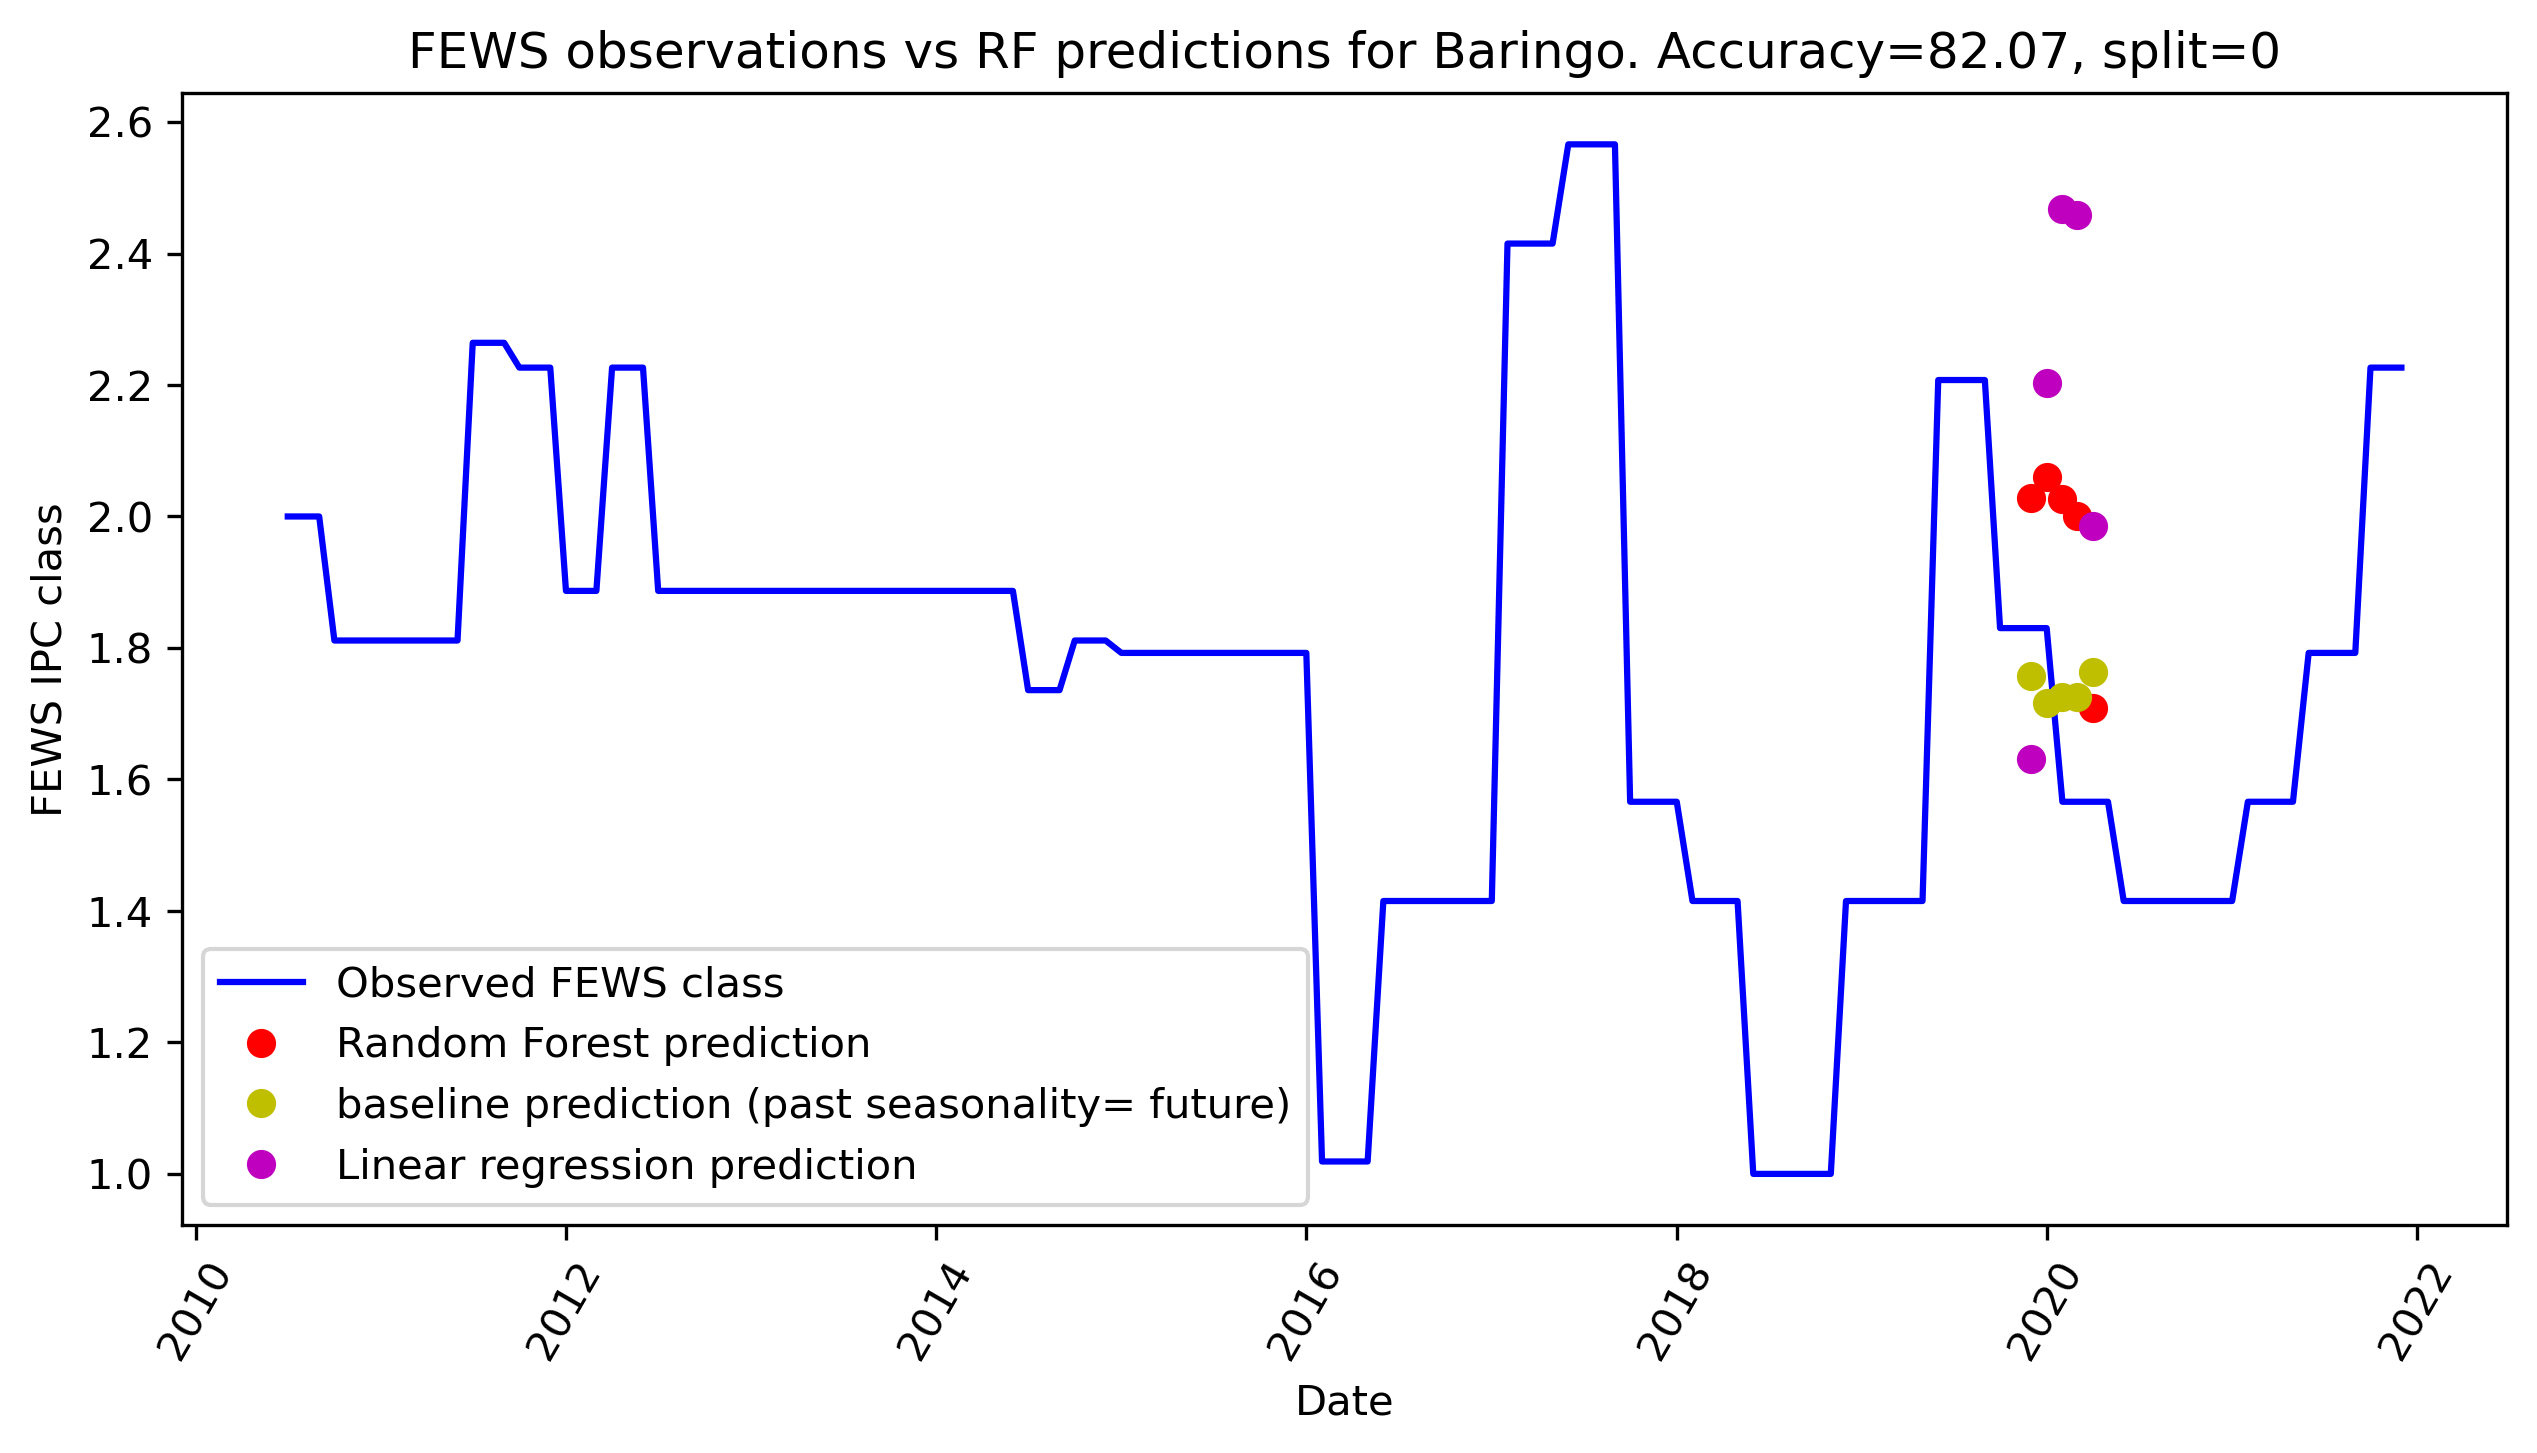 FEWS observations vs RF predictions for Baringo. Accuracy=82.07, split=0
2.6
2.4
2.2
2.0
1.8
1.6
1.4
1.2
1.0
FEWS IPC class
Observed FEWS class
Random Forest prediction
baseline prediction (past seasonality= future)
Linear regression prediction
2010
2012
2014
2016
2018
2020
2022
Date